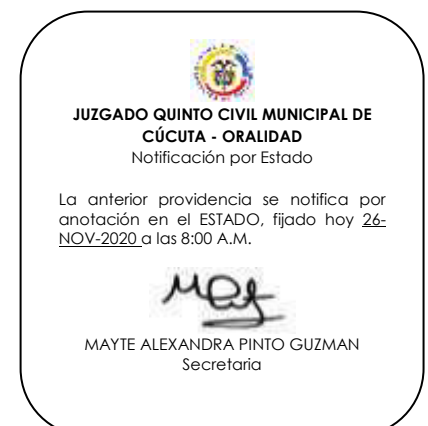 JUZGADO QUINTO CIVIL MUNICIPAL DE
CÚCUTA - ORALIDAD
Notificación por Estado
La anterior providencia se notifica por
anotación en el ESTADO, fijado hoy 26-
NOV-2020 a las 8:00 A.M.
MAYTE ALEXANDRA PINTO GUZMAN
Secretaria